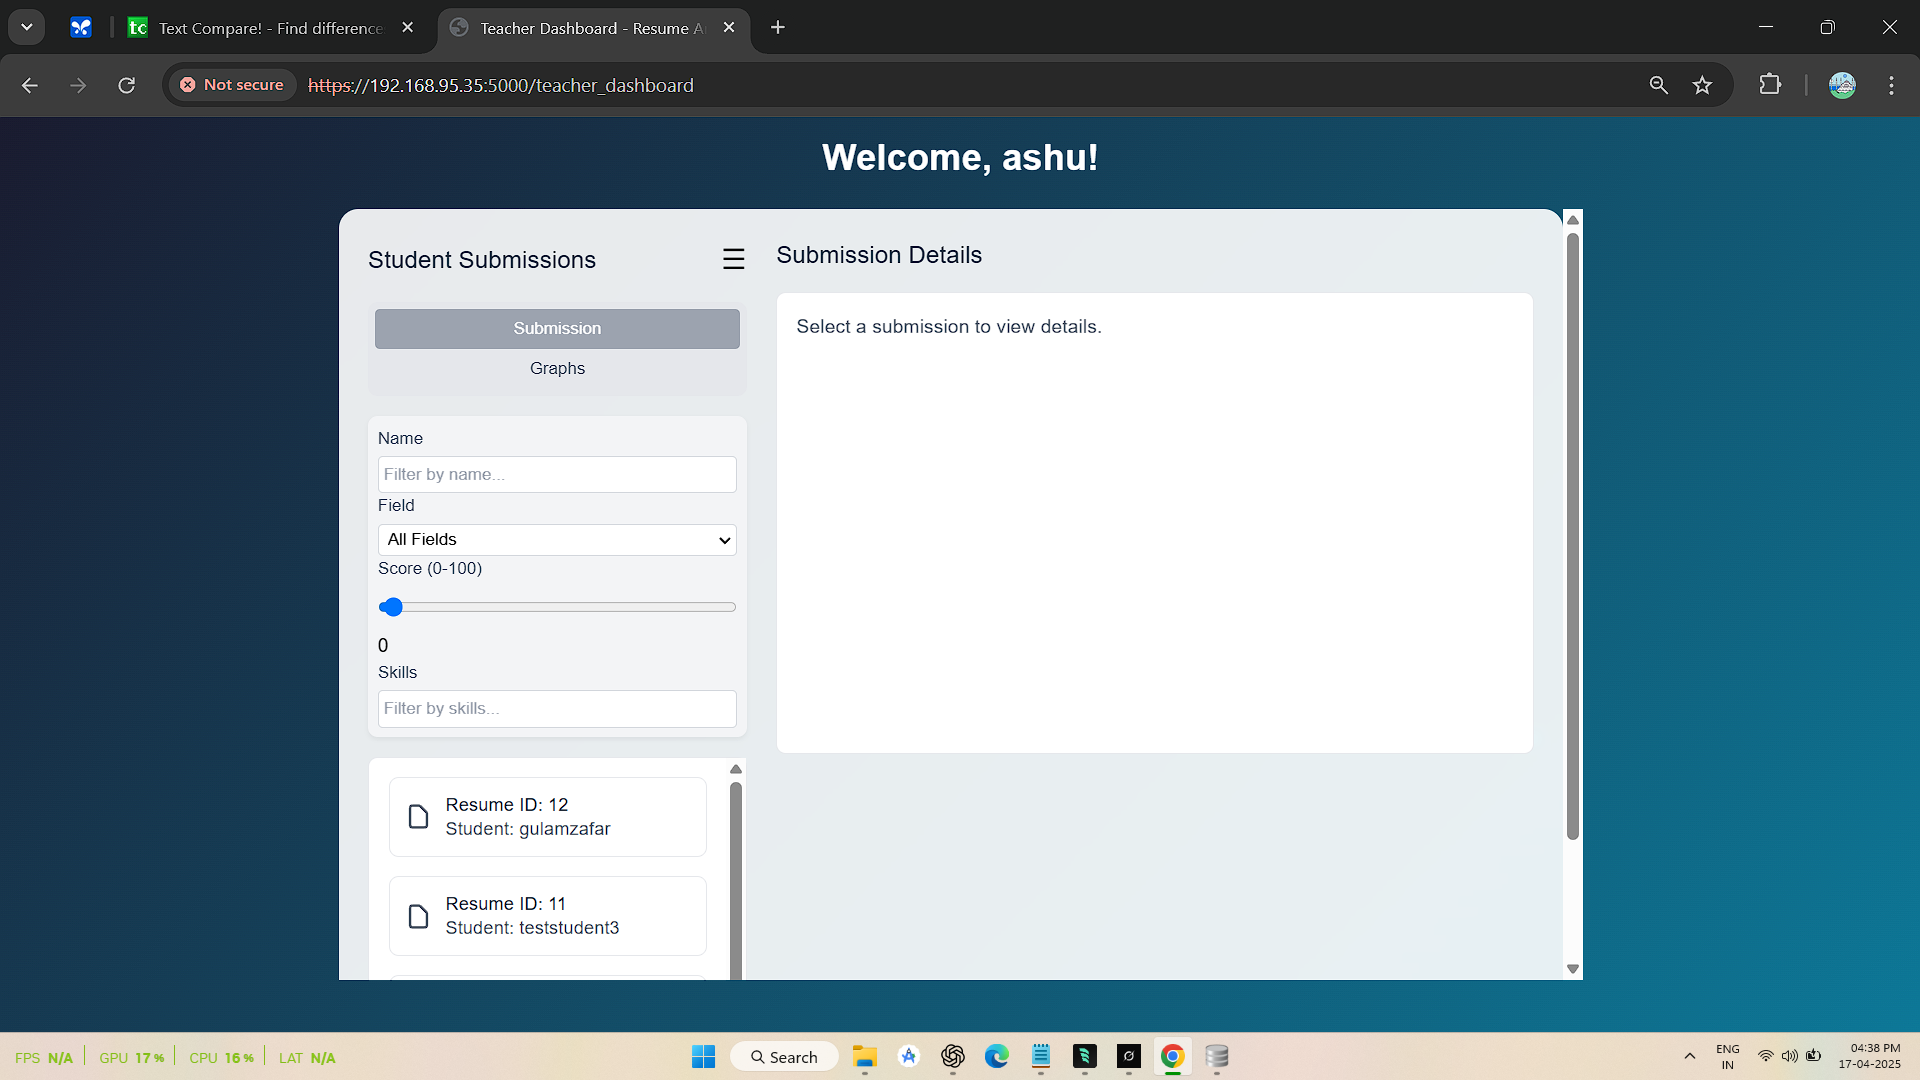 tc Text Compare! - Find difference
Teacher Dashboard - Resume A
Not secure https://192.168.95.35:5000/teacher_dashboard
Welcome, ashu!
Student Submissions
Submission
Graphs
Name
Filter by name...
Field
All Fields
Score (0-100)
0
Skills
Filter by skills...
Resume ID: 12
Student: gulamzafar
Resume ID: 11
Student: teststudent3
Submission Details
Select a submission to view details.
FPS N/A GPU 17 % CPU 16 % LAT N/A
Search
ENG
IN
04:38 PM
17-04-2025